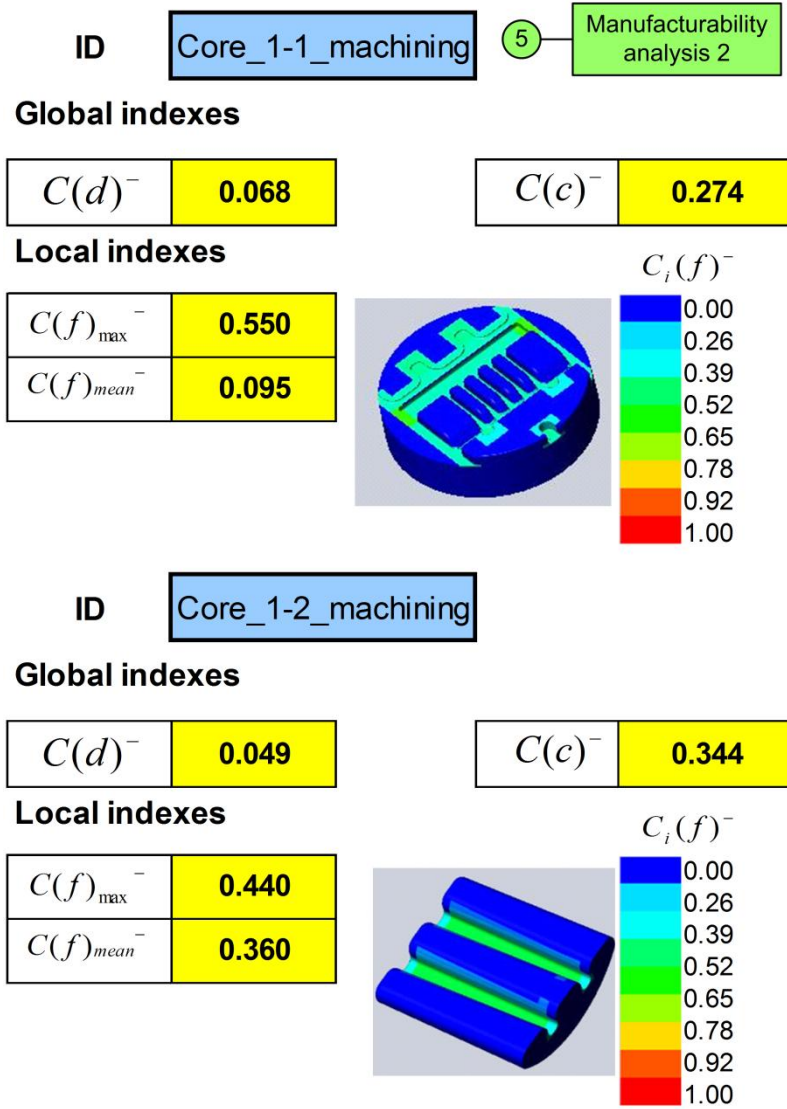 ID Core_1-1_machining 5 Manufacturability
analysis 2
Global indexes
C(d)⁻ 0.068 C(c)⁻ 0.274
Local indexes
C(f)max⁻ 0.550
C(f)mean⁻ 0.095
Cᵢ(f)⁻
0.00
0.26
0.39
0.52
0.65
0.78
0.92
1.00
ID Core_1-2_machining
Global indexes
C(d)⁻ 0.049 C(c)⁻ 0.344
Local indexes
C(f)max⁻ 0.440
C(f)mean⁻ 0.360
Cᵢ(f)⁻
0.00
0.26
0.39
0.52
0.65
0.78
0.92
1.00